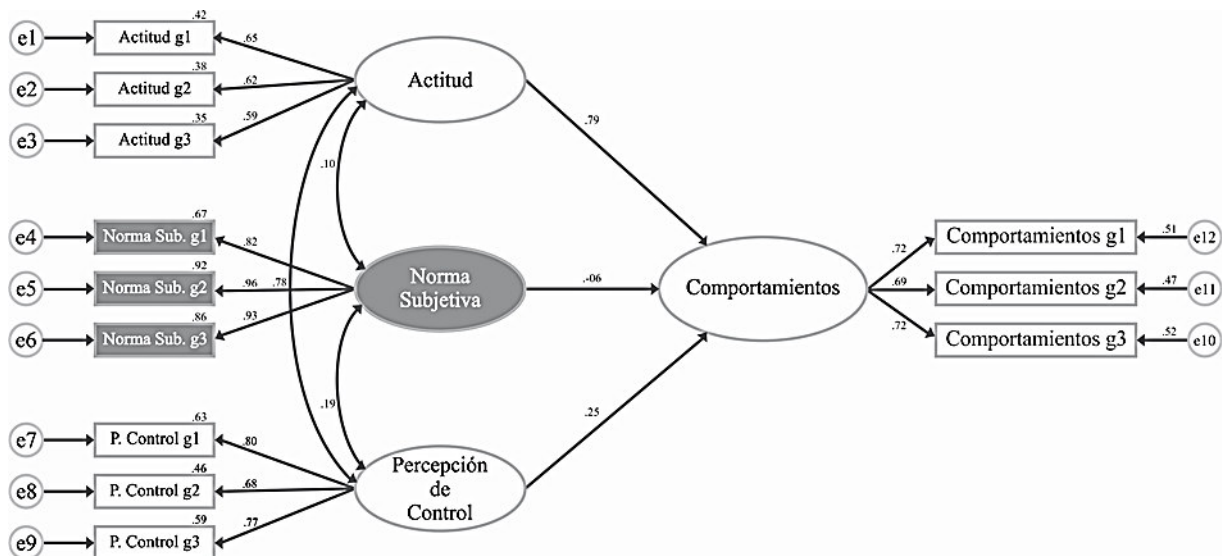 .42
e1
Actitud g1
.65
.38
e2
Actitud g2
.62
.35
e3
Actitud g3
.59
Actitud
.79
.10
.67
e4
Norma Sub. g1
.82
.92
e5
Norma Sub. g2
.96
.78
.86
e6
Norma Sub. g3
.93
Norma
Subjetiva
.-06
Comportamientos
.72
.69
.72
Comportamientos g1
.51
e12
Comportamientos g2
.47
e11
Comportamientos g3
.52
e10
.19
.25
.63
e7
P. Control g1
.80
.46
e8
P. Control g2
.68
.59
e9
P. Control g3
.77
Percepción
de
Control